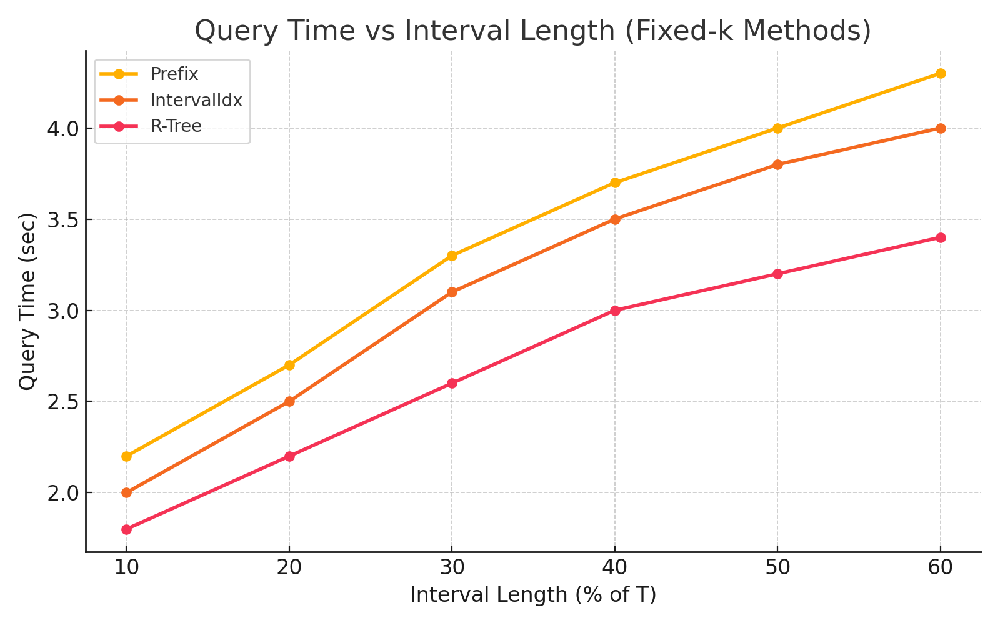 Query Time vs Interval Length (Fixed-k Methods)
Prefix
IntervalIdx
R-Tree
Query Time (sec)
4.0
3.5
3.0
2.5
2.0
10 20 30 40 50 60
Interval Length (% of T)